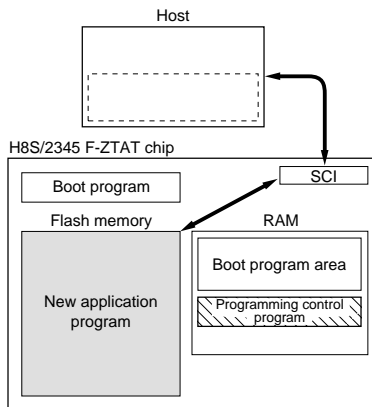 Host
H8S/2345 F-ZTAT chip
SCI
Boot program
Flash memory
RAM
Boot program area
New application
program
Programming control
program